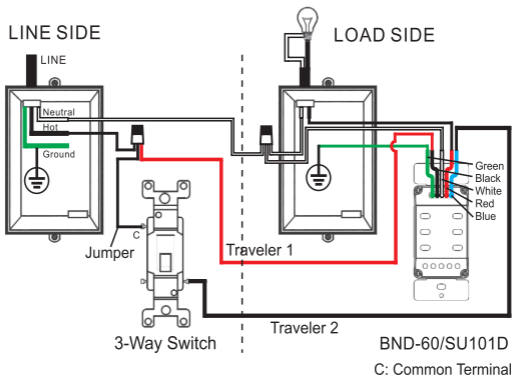 LINE SIDE
LOAD SIDE
LINE
Neutral
Hot
Ground
Green
Black
White
Red
Blue
C
Jumper
Traveler 1
Traveler 2
3-Way Switch
BND-60/SU101D
C: Common Terminal